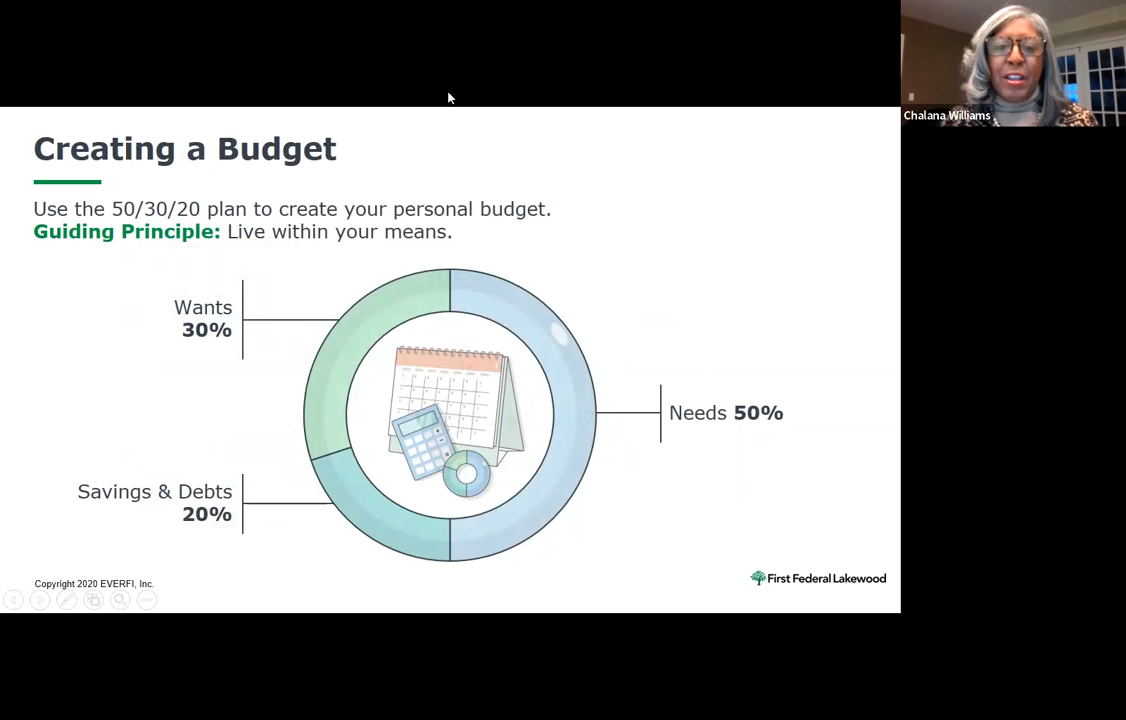 Creating a Budget
Use the 50/30/20 plan to create your personal budget.
Guiding Principle: Live within your means.
Wants
30%
Needs 50%
Savings & Debts
20%
Copyright 2020 EVERFI, Inc.
First Federal Lakewood
Chalana Williams